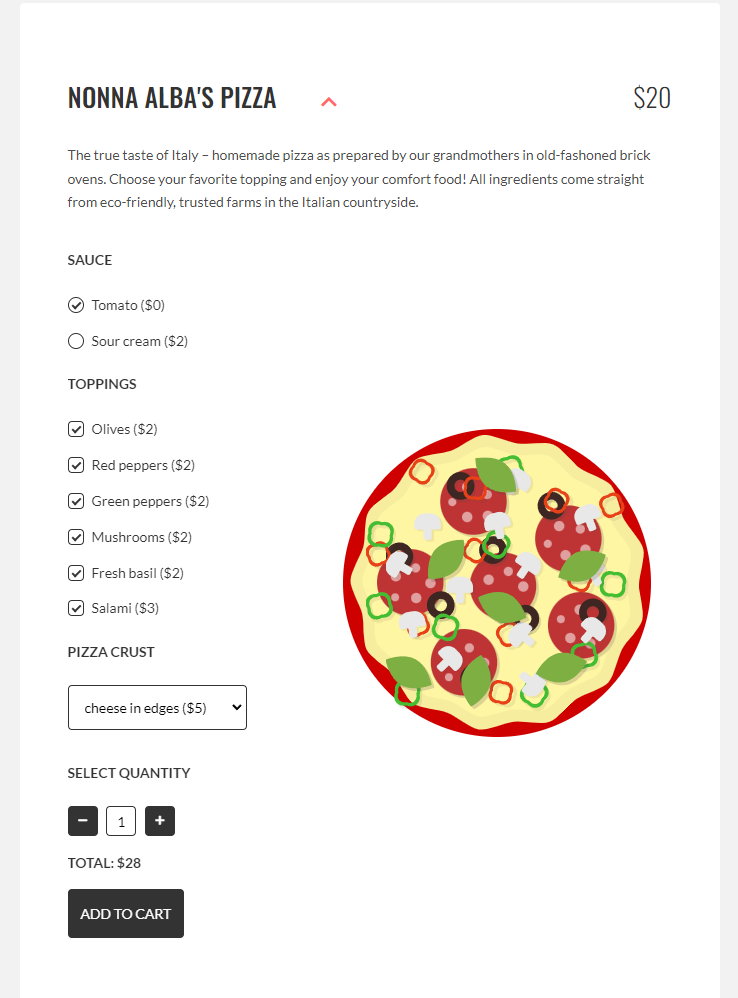 NONNA ALBA'S PIZZA
$20
The true taste of Italy – homemade pizza as prepared by our grandmothers in old-fashoned brick
ovens. Choose your favorite topping and enjoy your comfort food! All ingredients come straight
from eco-friendly, trusted farms in the Italian countryside.
SAUCE
Tomato ($0)
Sour cream ($2)
TOPPINGS
Olives ($2)
Red peppers ($2)
Green peppers ($2)
Mushrooms ($2)
Fresh basil ($2)
Salami ($3)
PIZZA CRUST
cheese in edges ($5)
SELECT QUANTITY
1
TOTAL: $28
ADD TO CART